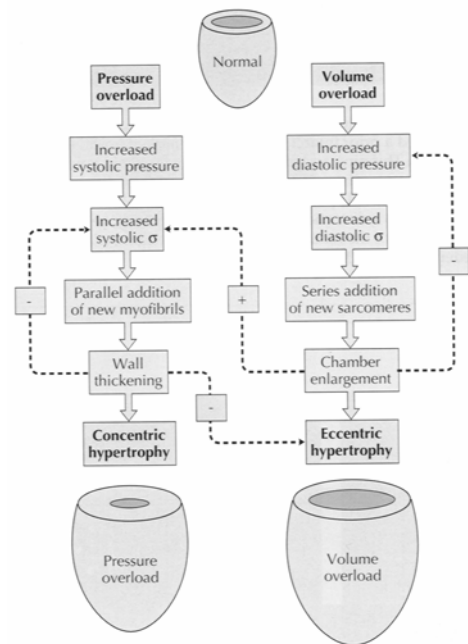 Normal
Pressure
overload
Volume
overload
Increased
systolic pressure
Increased
diastolic pressure
Increased
systolic σ
Increased
diastolic σ
-
Parallel addition
of new myofibrils
+
Series addition
of new sarcomeres
-
Wall
thickening
Chamber
enlargement
-
Concentric
hypertrophy
Eccentric
hypertrophy
Pressure
overload
Volume
overload